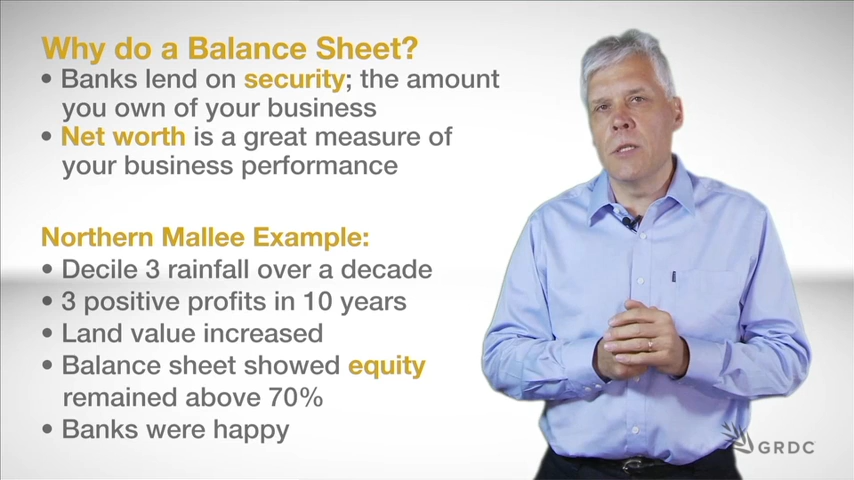 Why do a Balance Sheet?
• Banks lend on security; the amount
you own of your business
• Net worth is a great measure of
your business performance
Northern Mallee Example:
• Decile 3 rainfall over a decade
• 3 positive profits in 10 years
• Land value increased
• Balance sheet showed equity
remained above 70%
• Banks were happy
GRDC